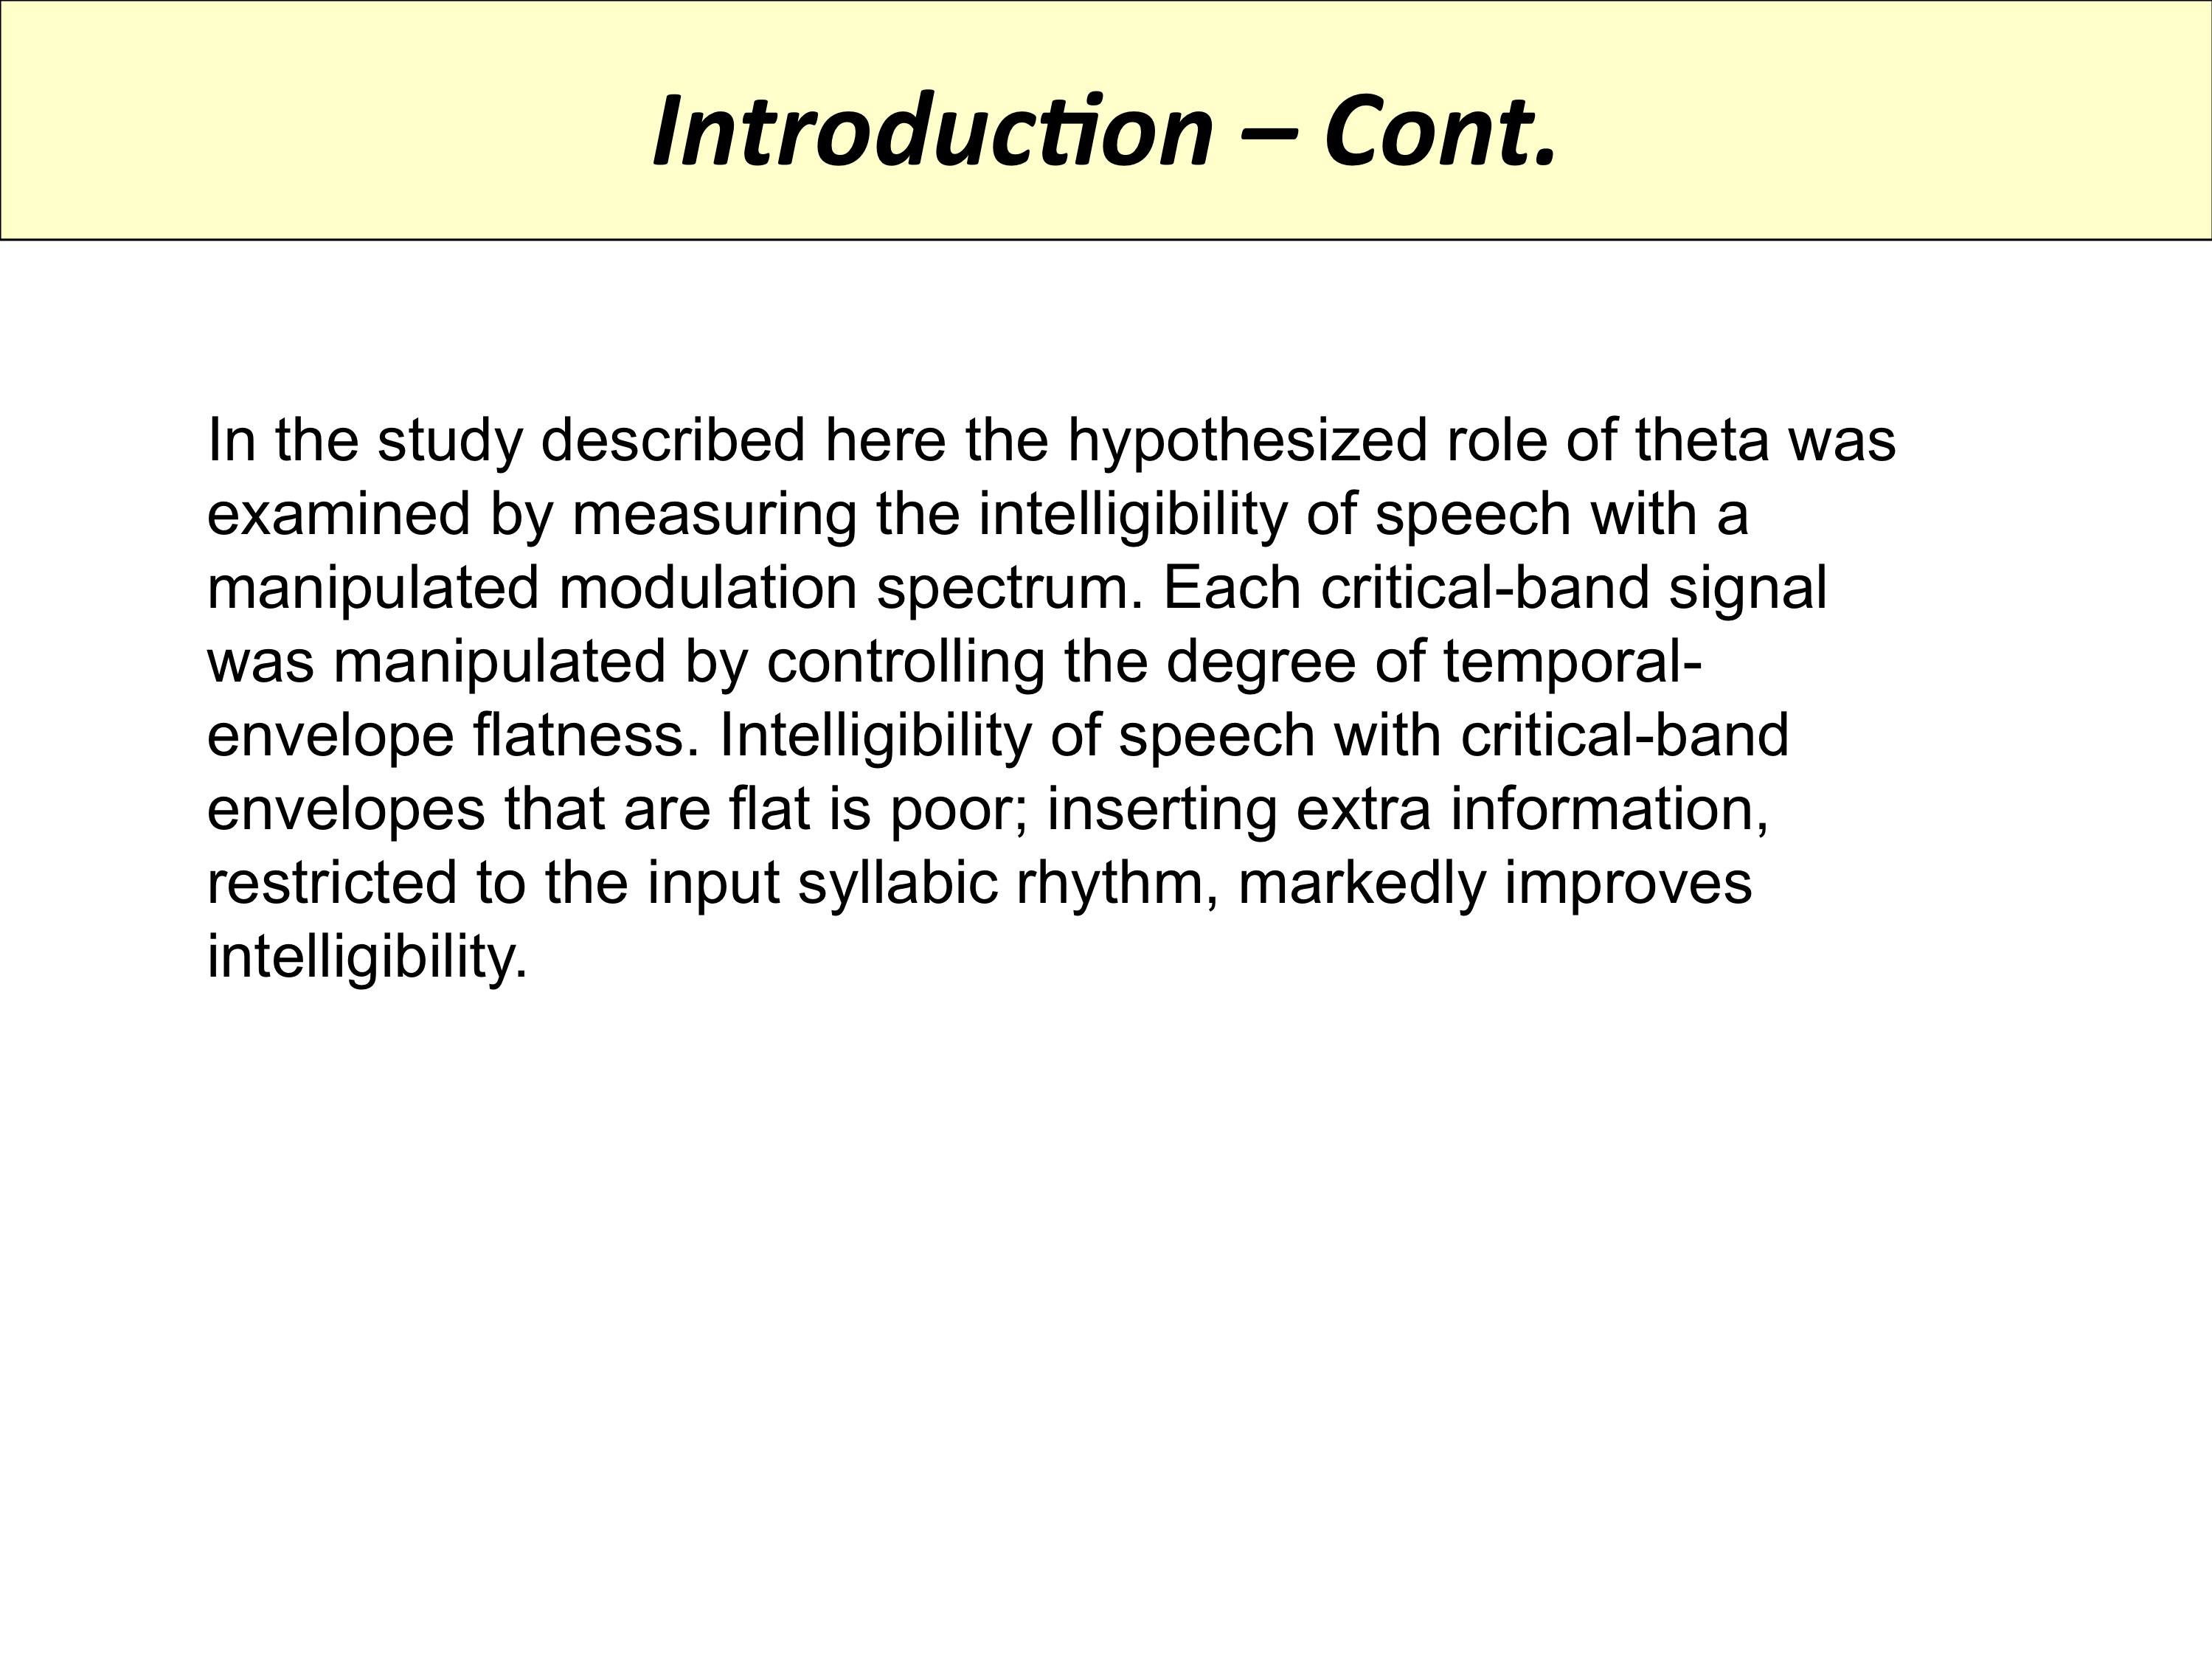 Introduction – Cont.
In the study described here the hypothesized role of theta was
examined by measuring the intelligibility of speech with a
manipulated modulation spectrum. Each critical-band signal
was manipulated by controlling the degree of temporal-
envelope flatness. Intelligibility of speech with critical-band
envelopes that are flat is poor; inserting extra information,
restricted to the input syllabic rhythm, markedly improves
intelligibility.